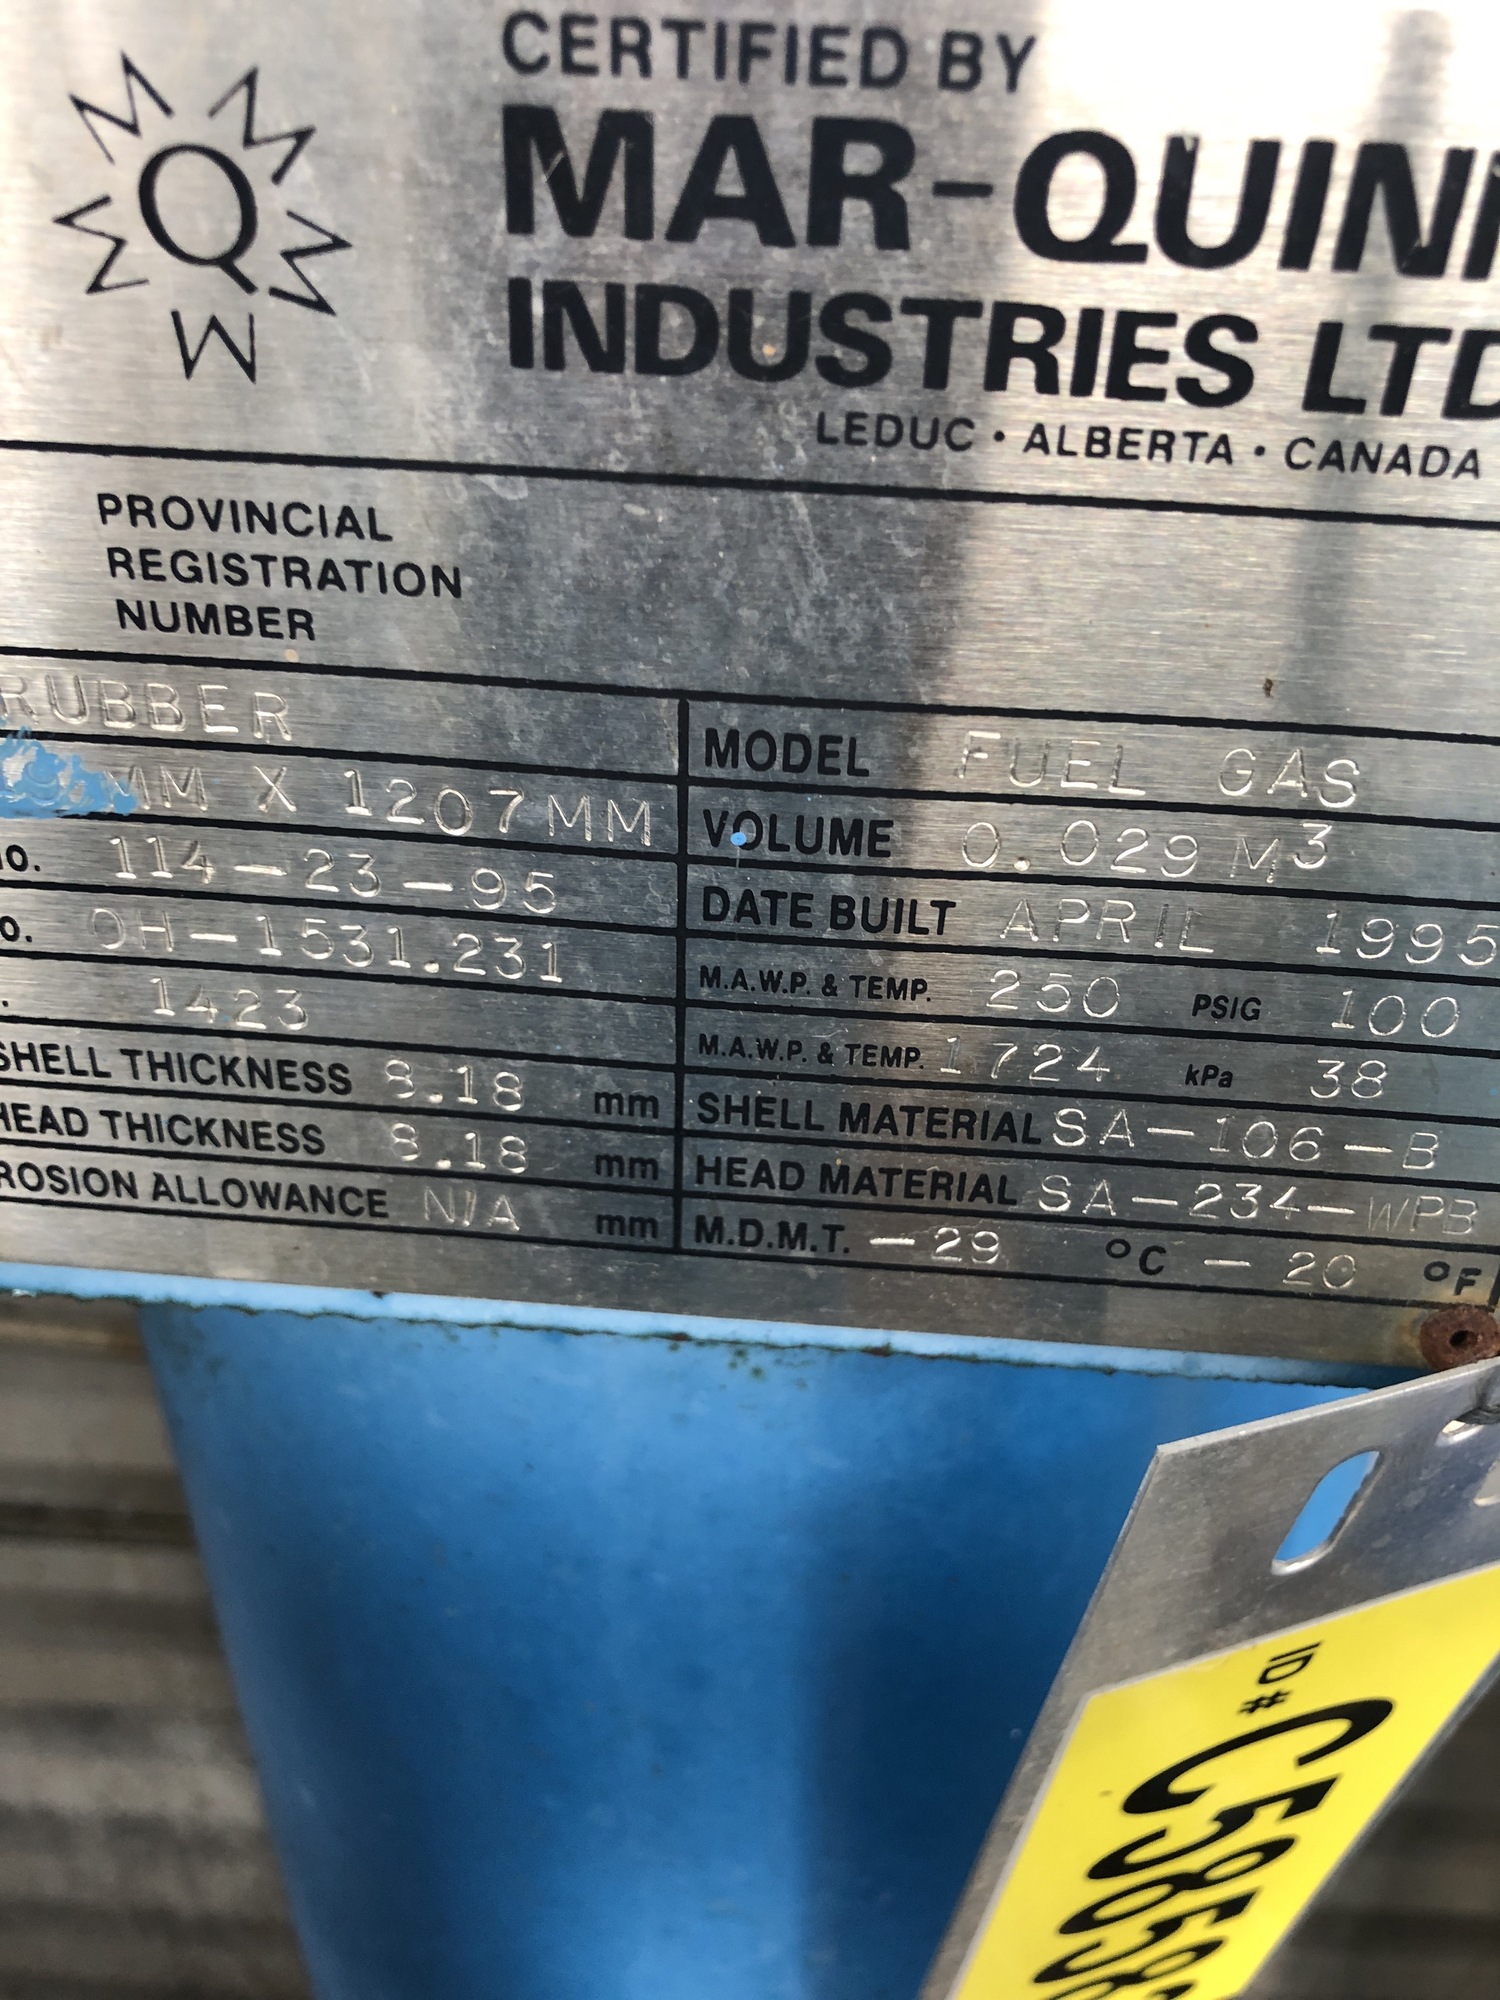 CERTIFIED BY
MAR-QUIN
INDUSTRIES LTD
LEDUC • ALBERTA • CANADA
Q
PROVINCIAL
REGISTRATION
NUMBER
RUBBER
MM X 1207MM
NO. 114-23-95
O. OH-1531.231
1423
SHELL THICKNESS 8.18 mm
HEAD THICKNESS 8.18 mm
ROSION ALLOWANCE N/A mm
MODEL FUEL GAS
VOLUME 0.029 M³
DATE BUILT APRIL 1995
M.A.W.P. & TEMP. 250 PSIG 100
M.A.W.P. & TEMP. 1724 kPa 38
SHELL MATERIAL SA-106-B
HEAD MATERIAL SA-234-WPB
M.D.M.T. -29 °C -20 °F
ID# C5858